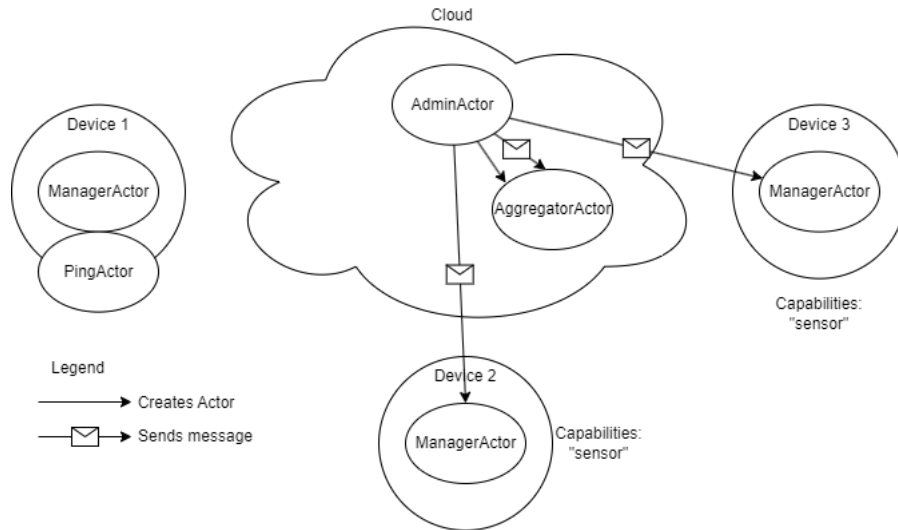 Cloud
AdminActor
AggregatorActor
Device 1
ManagerActor
PingActor
Device 3
ManagerActor
Capabilities:
"sensor"
Legend
Creates Actor
Sends message
Device 2
ManagerActor
Capabilities:
"sensor"